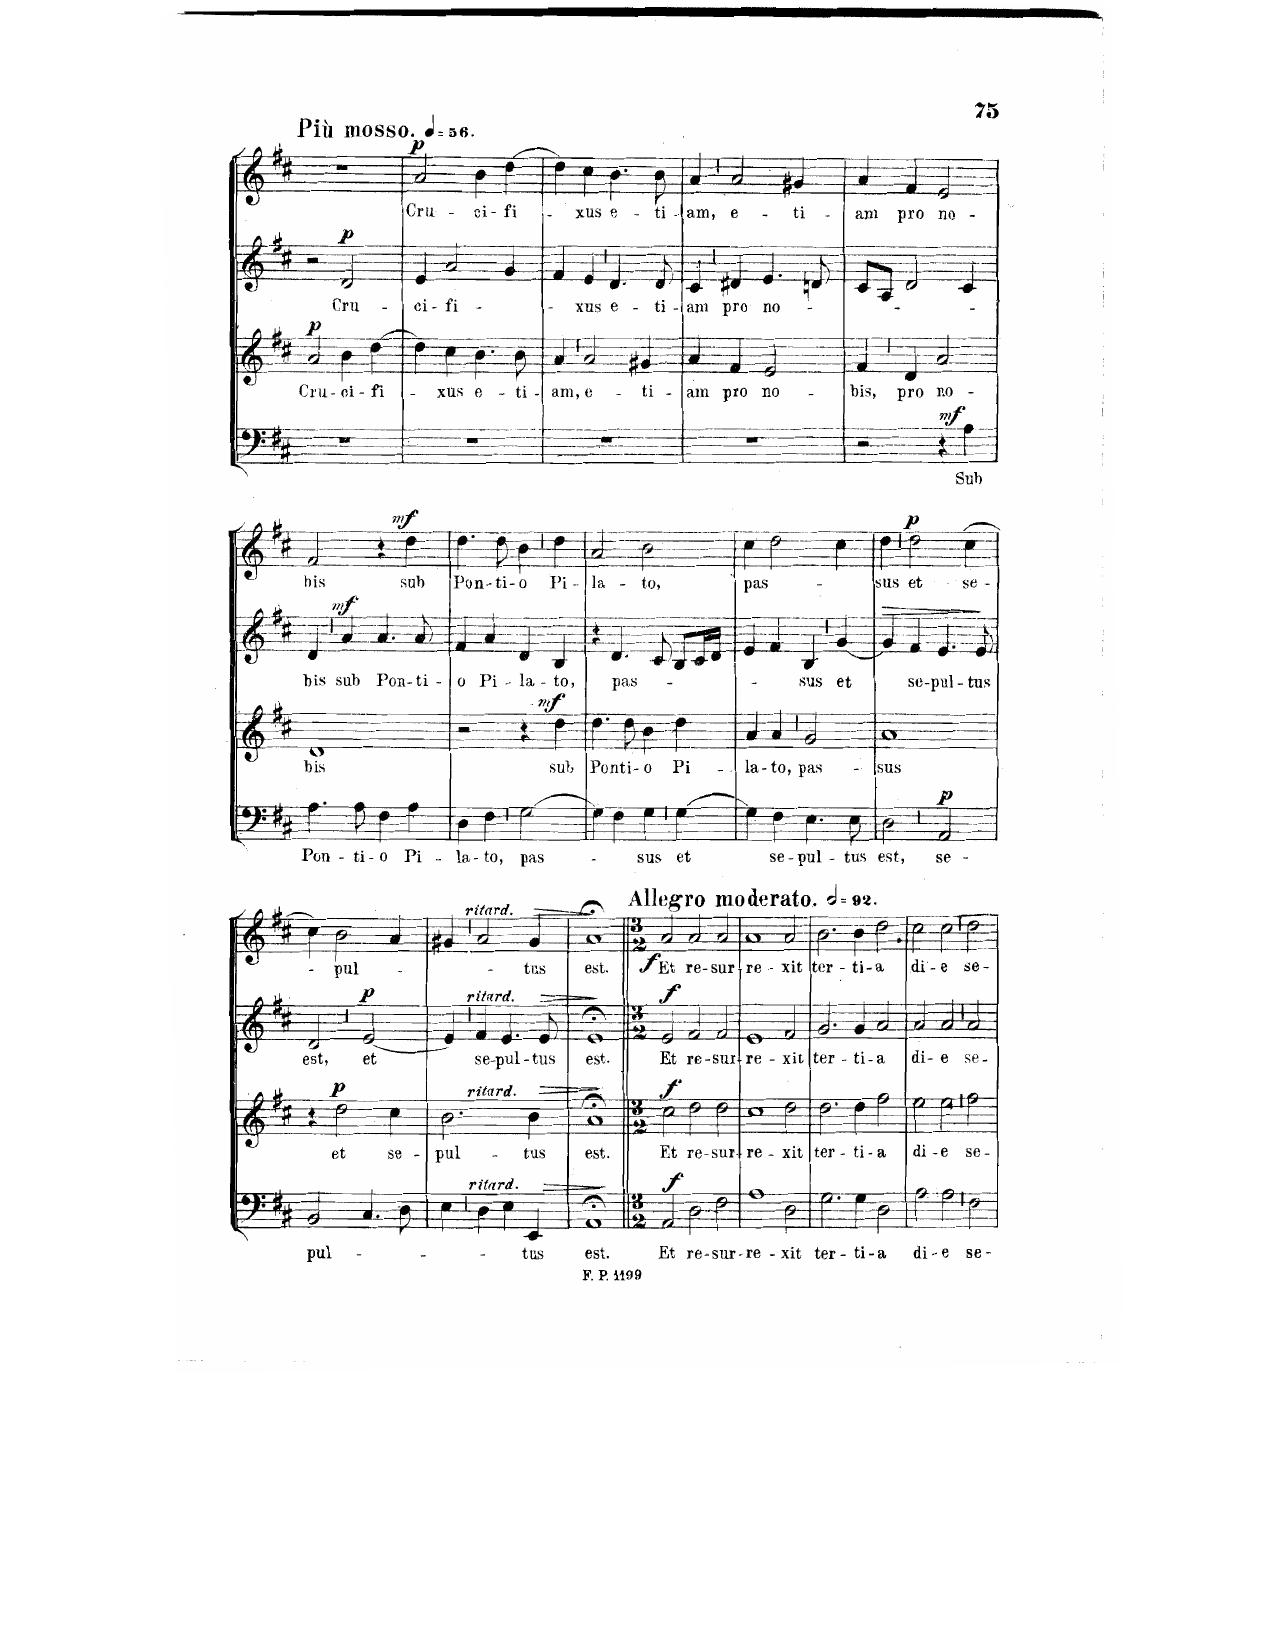 75
Più mosso. ♩=56.
p
Cru - ci - fi - xus e - ti - am, e - ti - am pro no -
p
Cru - ci - fi - - xus e - ti - am pro no - - - -
p
Cru - ci - fi - xus e - ti - am, e - ti - am pro no - bis, pro no -
mf
Sub
mf
bis sub Pon - ti - o Pi - la - to, pas - sus et se -
mf
bis sub Pon - ti - o Pi - la - to, pas - - - sus et se - pul - tus
mf
bis sub Ponti - o Pi - la - to, pas - sus
p
Pon - ti - o Pi - la - to, pas - sus et se - pul - tus est, se -
Allegro moderato. 𝅗𝅥=92.
ritard.
- pul - - - tus est. f Et re - sur - re - xit ter - ti - a di - e se -
p ritard. f
est, et se - pul - tus est. Et re - sur - re - xit ter - ti - a di - e se -
p ritard. f
et se - pul - tus est. Et re - sur - re - xit ter - ti - a di - e se -
ritard. f
pul - - - tus est. Et re - sur - re - xit ter - ti - a di - e se -
F. P. 1199